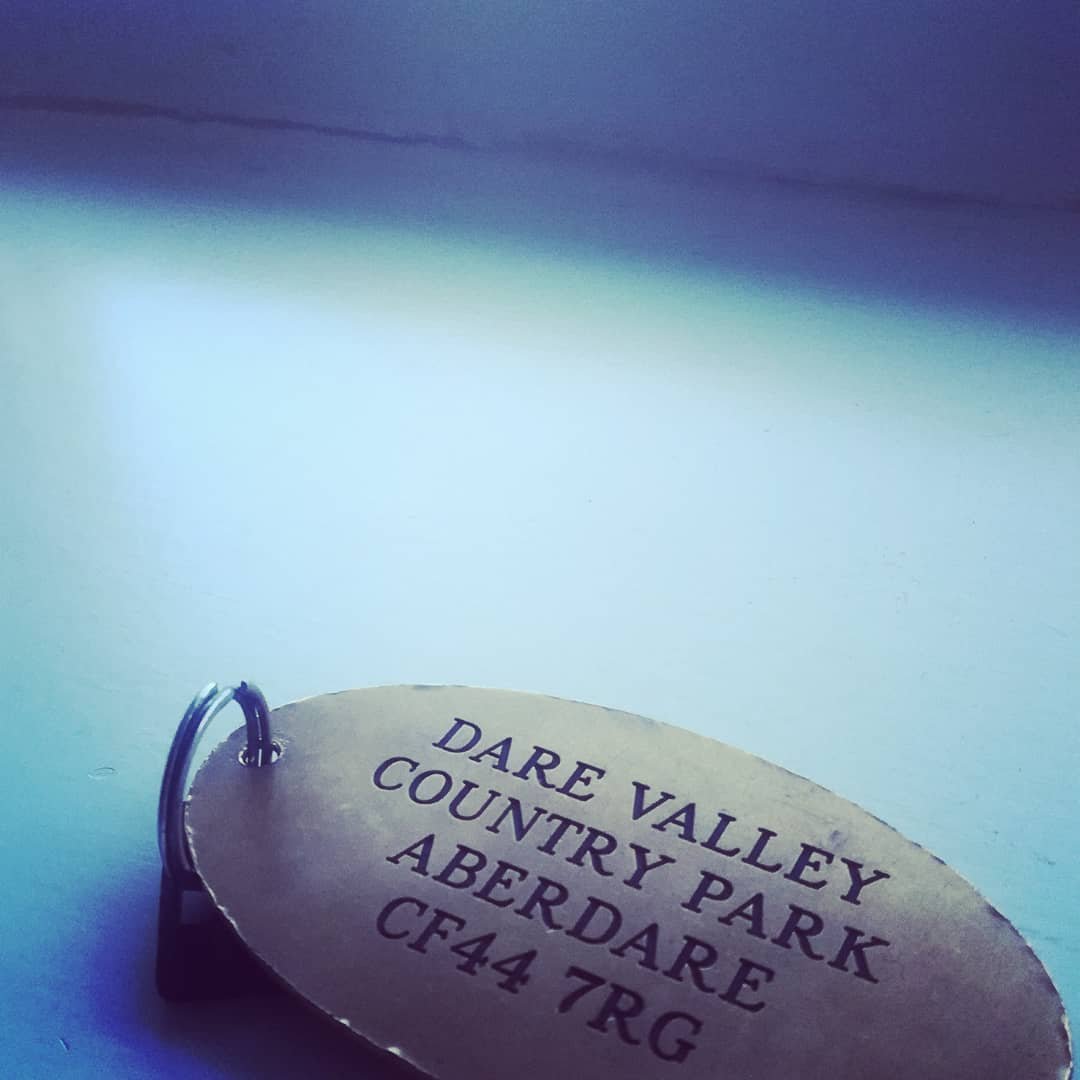 DARE VALLEY
COUNTRY PARK
ABERDARE
CF44 7RG